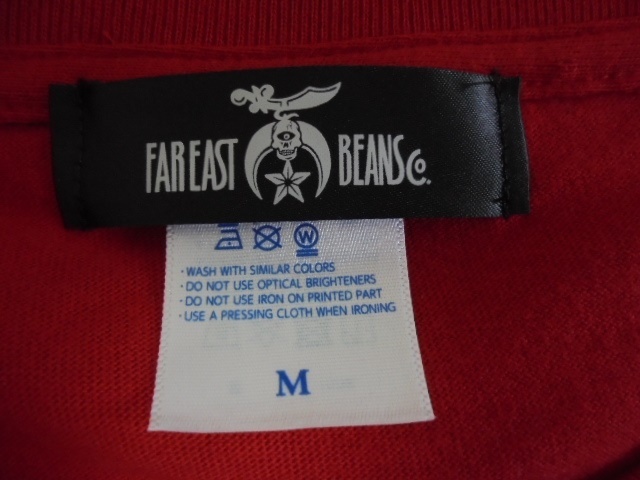 FAR EAST BEANS Co.
W
· WASH WITH SIMILAR COLORS
· DO NOT USE OPTICAL BRIGHTENERS
· DO NOT USE IRON ON PRINTED PART
· USE A PRESSING CLOTH WHEN IRONING
M